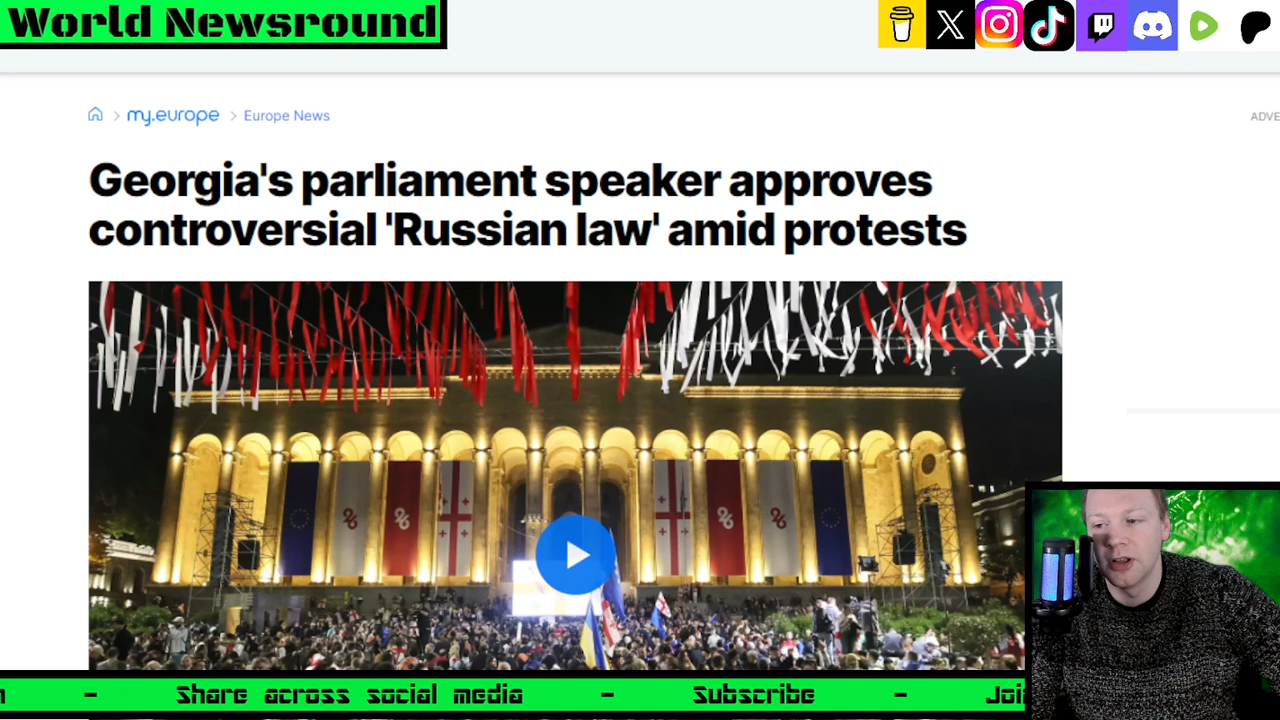 World Newsround
my.europe
Europe News
ADVE
Georgia's parliament speaker approves
controversial 'Russian law' amid protests
n - Share across social media - Subscribe - Joi